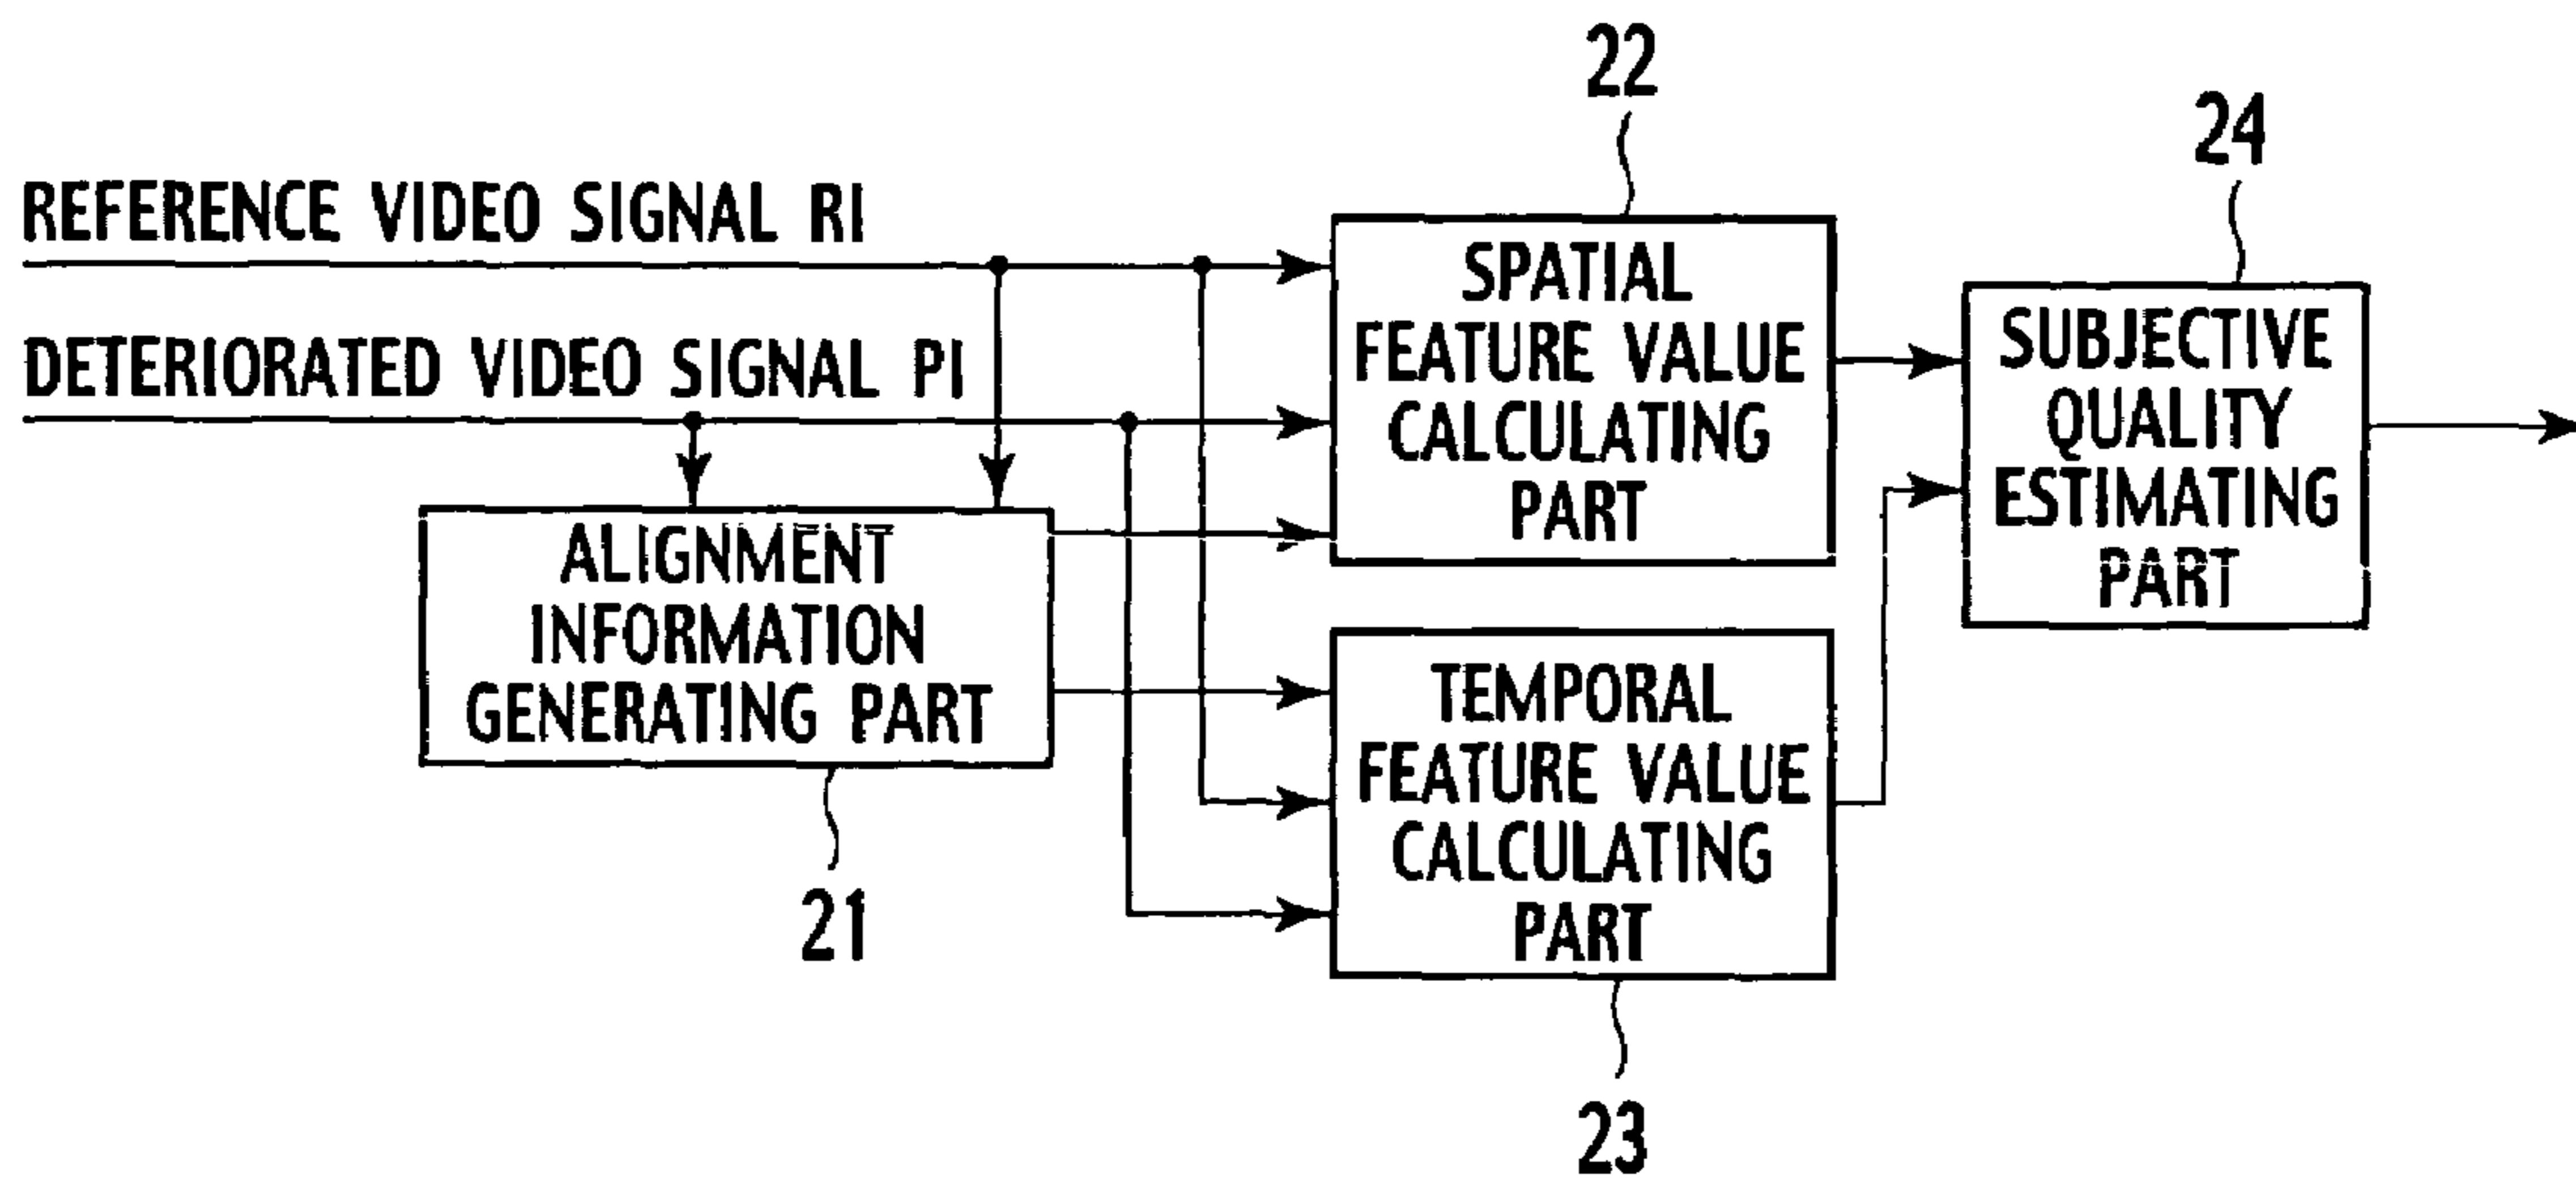 22
24
REFERENCE VIDEO SIGNAL RI
DETERIORATED VIDEO SIGNAL PI
SPATIAL
FEATURE VALUE
CALCULATING
PART
SUBJECTIVE
QUALITY
ESTIMATING
PART
ALIGNMENT
INFORMATION
GENERATING PART
TEMPORAL
FEATURE VALUE
CALCULATING
PART
21
23